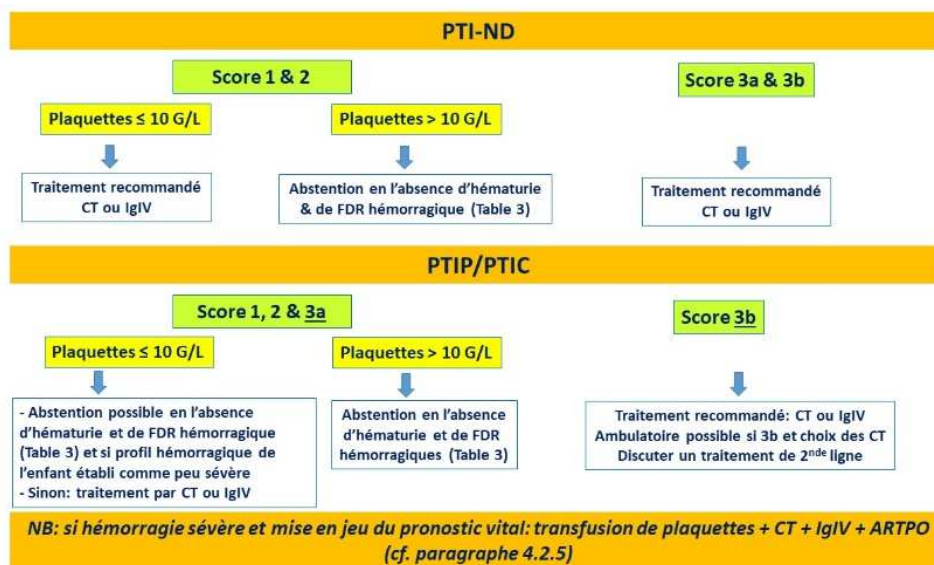 PTI-ND
Score 1 & 2
Score 3a & 3b
Plaquettes ≤ 10 G/L
Plaquettes > 10 G/L
Traitement recommandé
CT ou IgIV
Abstention en l'absence d'hématurie
& de FDR hémorragique (Table 3)
Traitement recommandé
CT ou IgIV
PTIP/PTIC
Score 1, 2 & 3a
Score 3b
Plaquettes ≤ 10 G/L
Plaquettes > 10 G/L
- Abstention possible en l'absence
d'hématurie et de FDR hémorragique
(Table 3) et si profil hémorragique de
l'enfant établi comme peu sévère
- Sinon: traitement par CT ou IgIV
Abstention en l'absence
d'hématurie et de FDR
hémorragiques (Table 3)
Traitement recommandé: CT ou IgIV
Ambulatoire possible si 3b et choix des CT
Discuter un traitement de 2nde ligne
NB: si hémorragie sévère et mise en jeu du pronostic vital: transfusion de plaquettes + CT + IgIV + ARTPO
(cf. paragraphe 4.2.5)